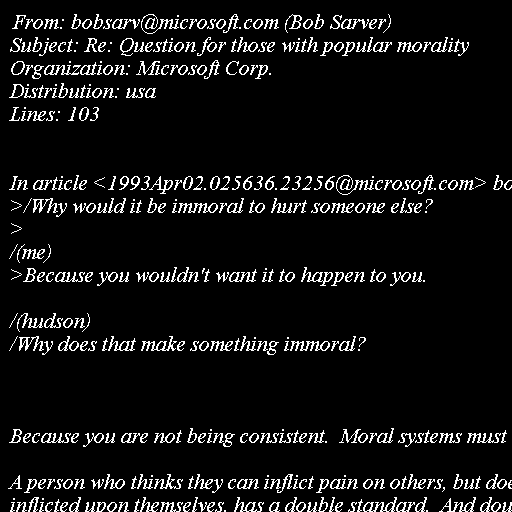 From: bobsarv@microsoft.com (Bob Sarver)
Subject: Re: Question for those with popular morality
Organization: Microsoft Corp.
Distribution: usa
Lines: 103
In article <1993Apr02.025636.23256@microsoft.com> bo
>/Why would it be immoral to hurt someone else?
>
/(me)
>Because you wouldn't want it to happen to you.
/(hudson)
/Why does that make something immoral?
Because you are not being consistent.  Moral systems must
A person who thinks they can inflict pain on others, but doe
inflicted upon themselves, has a double standard.  And dou